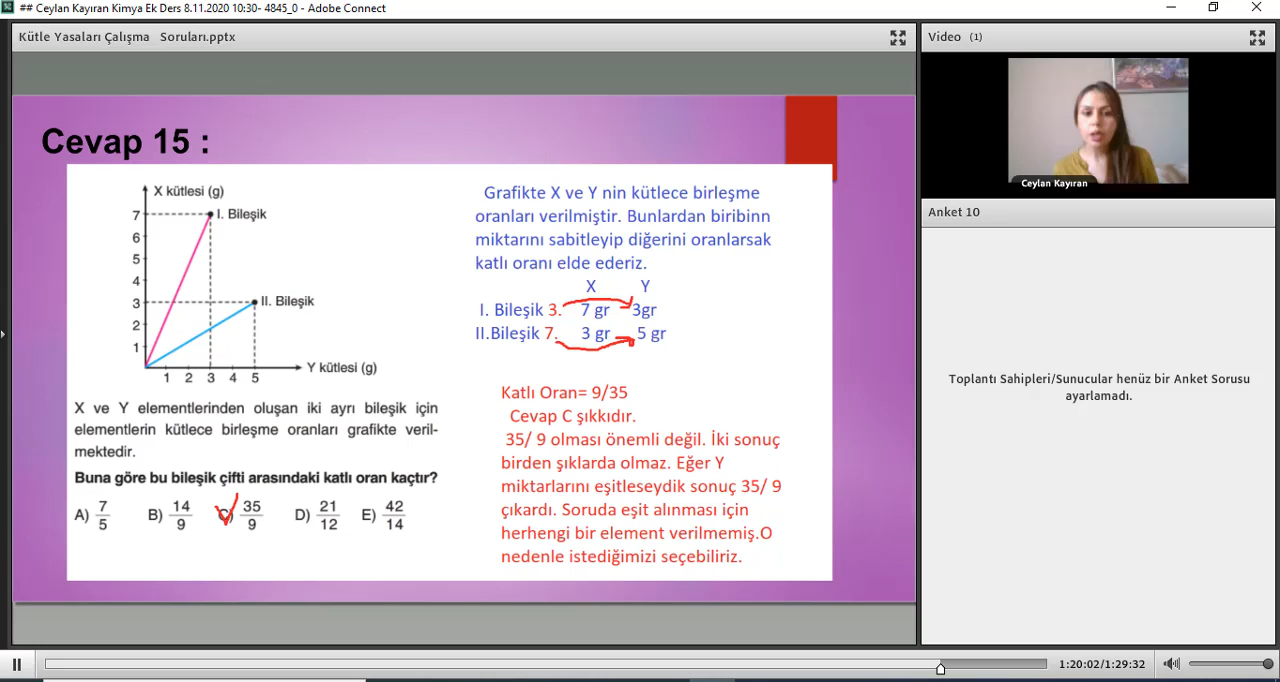 ## Ceylan Kayıran Kimya Ek Ders 8.11.2020 10:30- 4845_0 - Adobe Connect
Kütle Yasaları Çalışma Soruları.pptx
Cevap 15 :
X kütlesi (g)
7
I. Bileşik
6
5
4
3
II. Bileşik
2
1
1 2 3 4 5
Y kütlesi (g)
X ve Y elementlerinden oluşan iki ayrı bileşik için
elementlerin kütlece birleşme oranları grafikte veril-
mektedir.
Buna göre bu bileşik çifti arasındaki katlı oran kaçtır?
A) 7/5 B) 14/9 C) 35/9 D) 21/12 E) 42/14
Grafikte X ve Y nin kütlece birleşme
oranları verilmiştir. Bunlardan biribinn
miktarını sabitleyip diğerini oranlarsak
katlı oranı elde ederiz.
X Y
I. Bileşik 3. 7 gr 3gr
II.Bileşik 7. 3 gr 5 gr
Katlı Oran= 9/35
Cevap C şıkkıdır.
35/ 9 olması önemli değil. İki sonuç
birden şıklarda olmaz. Eğer Y
miktarlarını eşitleseydik sonuç 35/ 9
çıkardı. Soruda eşit alınması için
herhengi bir element verilmemiş.O
nedenle istediğimizi seçebiliriz.
Video (1)
Ceylan Kayıran
Anket 10
Toplantı Sahipleri/Sunucular henüz bir Anket Sorusu
ayarlamadı.
1:20:02/1:29:32